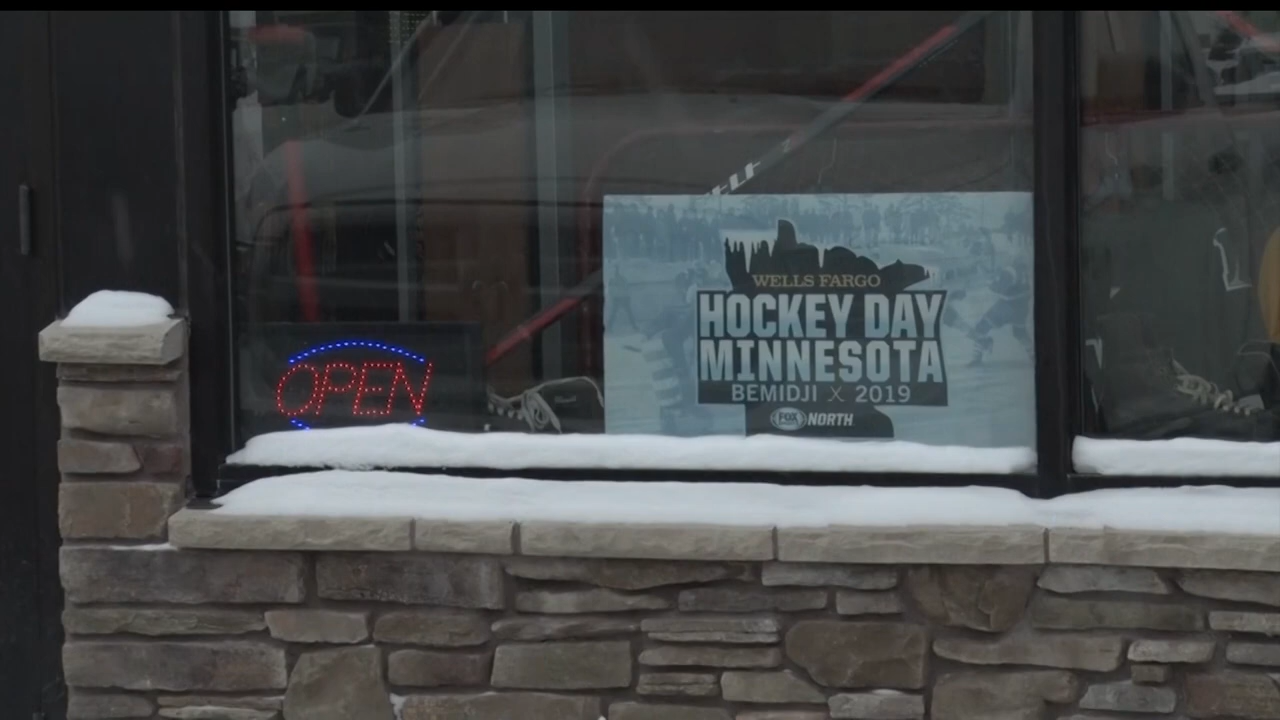 OPEN
WELLS FARGO
HOCKEY DAY
MINNESOTA
BEMIDJI X 2019
FOX NORTH